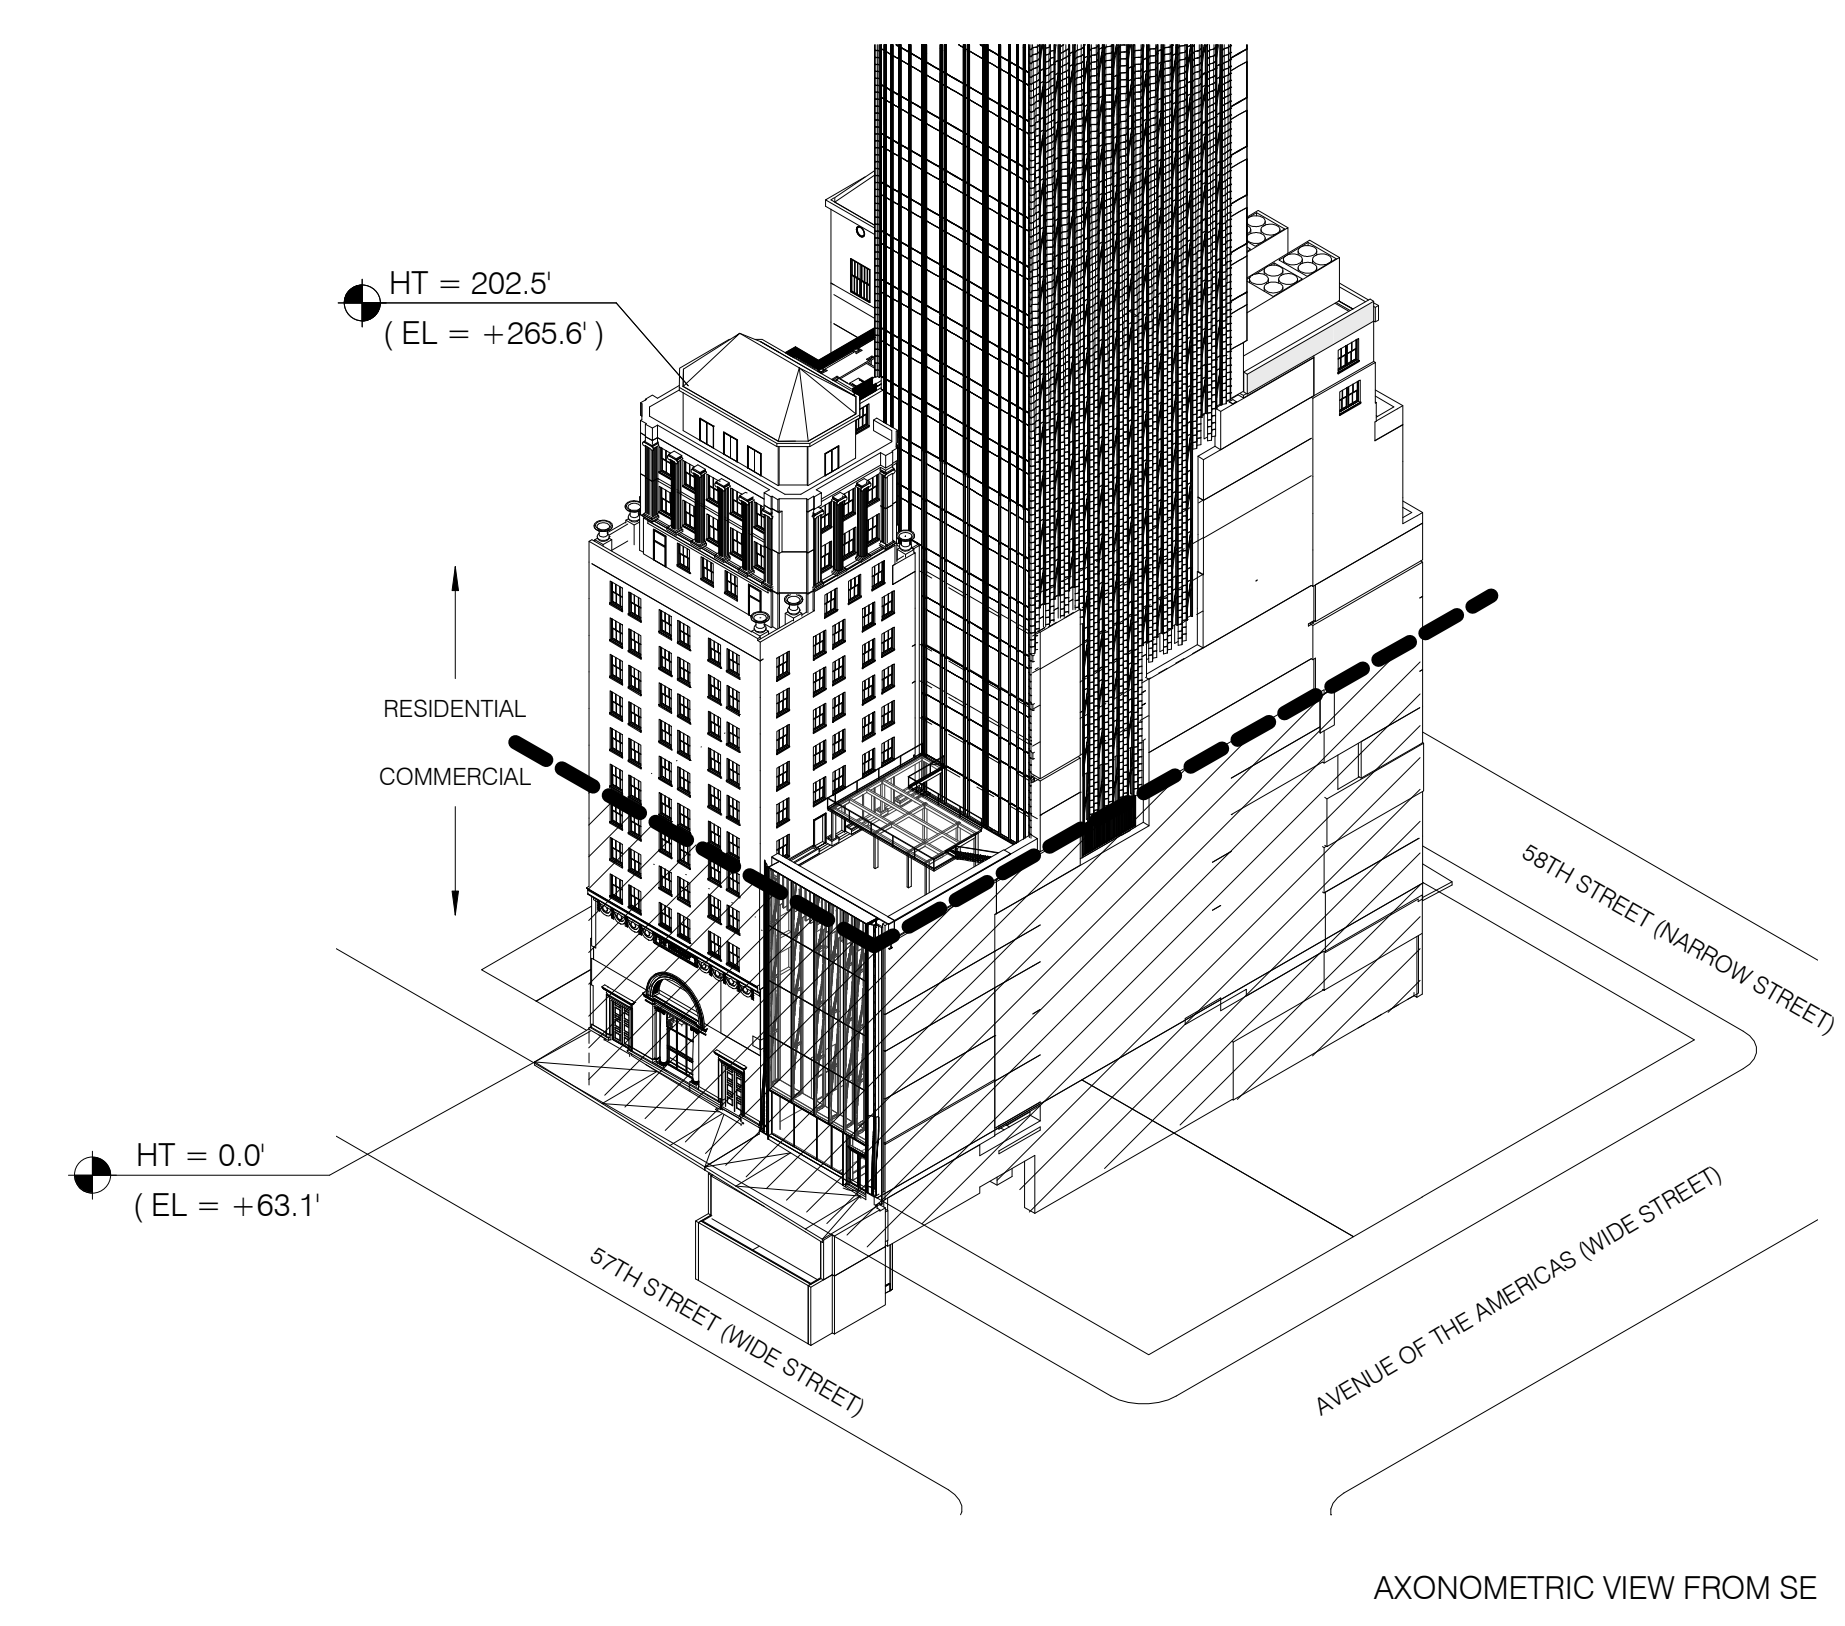 HT = 202.5'
( EL = +265.6' )
RESIDENTIAL
COMMERCIAL
58TH STREET (NARROW STREET)
HT = 0.0'
( EL = +63.1'
57TH STREET (WIDE STREET)
AVENUE OF THE AMERICAS (WIDE STREET)
AXONOMETRIC VIEW FROM SE